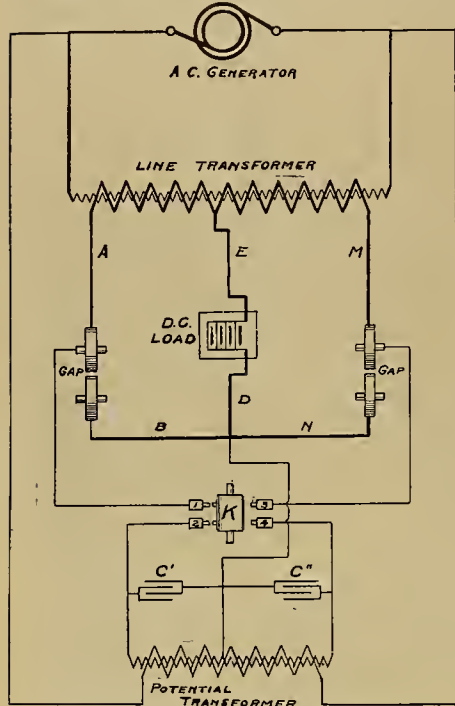 A C. GENERATOR
LINE TRANSFORMER
A
E
M
D.C.
LOAD
GAP
GAP
D
B
N
1
K
3
2
4
C'
C"
POTENTIAL
TRANSFORMER